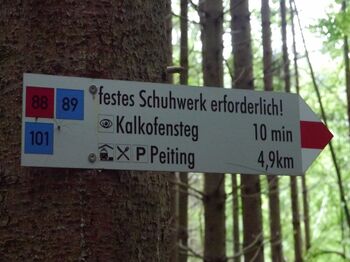 88 89 festes Schuhwerk erforderlich!
101 Kalkofensteg 10 min
P Peiting 4,9km